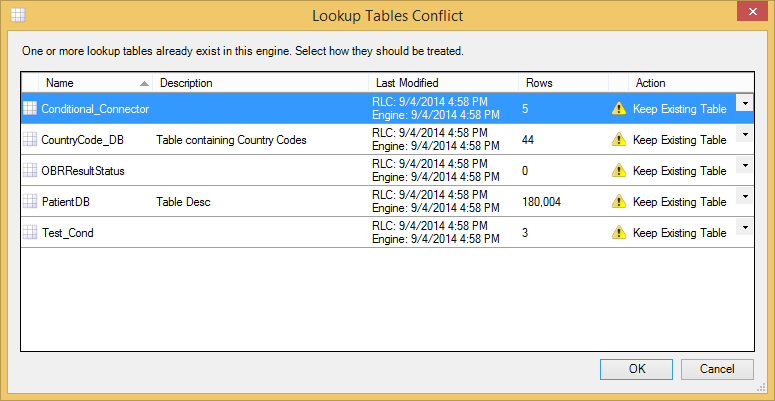 Lookup Tables Conflict
One or more lookup tables already exist in this engine. Select how they should be treated.
Name Description Last Modified Rows Action
Conditional_Connector RLC: 9/4/2014 4:58 PM Engine: 9/4/2014 4:58 PM 5 Keep Existing Table
CountryCode_DB Table containing Country Codes RLC: 9/4/2014 4:58 PM Engine: 9/4/2014 4:58 PM 44 Keep Existing Table
OBRResultStatus RLC: 9/4/2014 4:58 PM Engine: 9/4/2014 4:58 PM 0 Keep Existing Table
PatientDB Table Desc RLC: 9/4/2014 4:58 PM Engine: 9/4/2014 4:58 PM 180,004 Keep Existing Table
Test_Cond RLC: 9/4/2014 4:58 PM Engine: 9/4/2014 4:58 PM 3 Keep Existing Table
OK Cancel